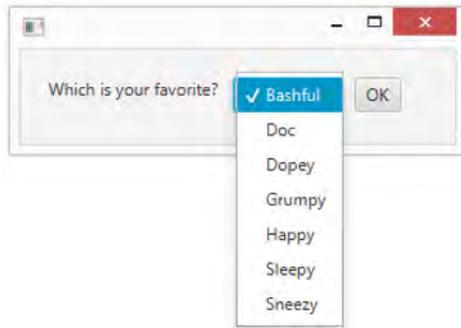 Which is your favorite? ✓ Bashful OK
Doc
Dopey
Grumpy
Happy
Sleepy
Sneezy